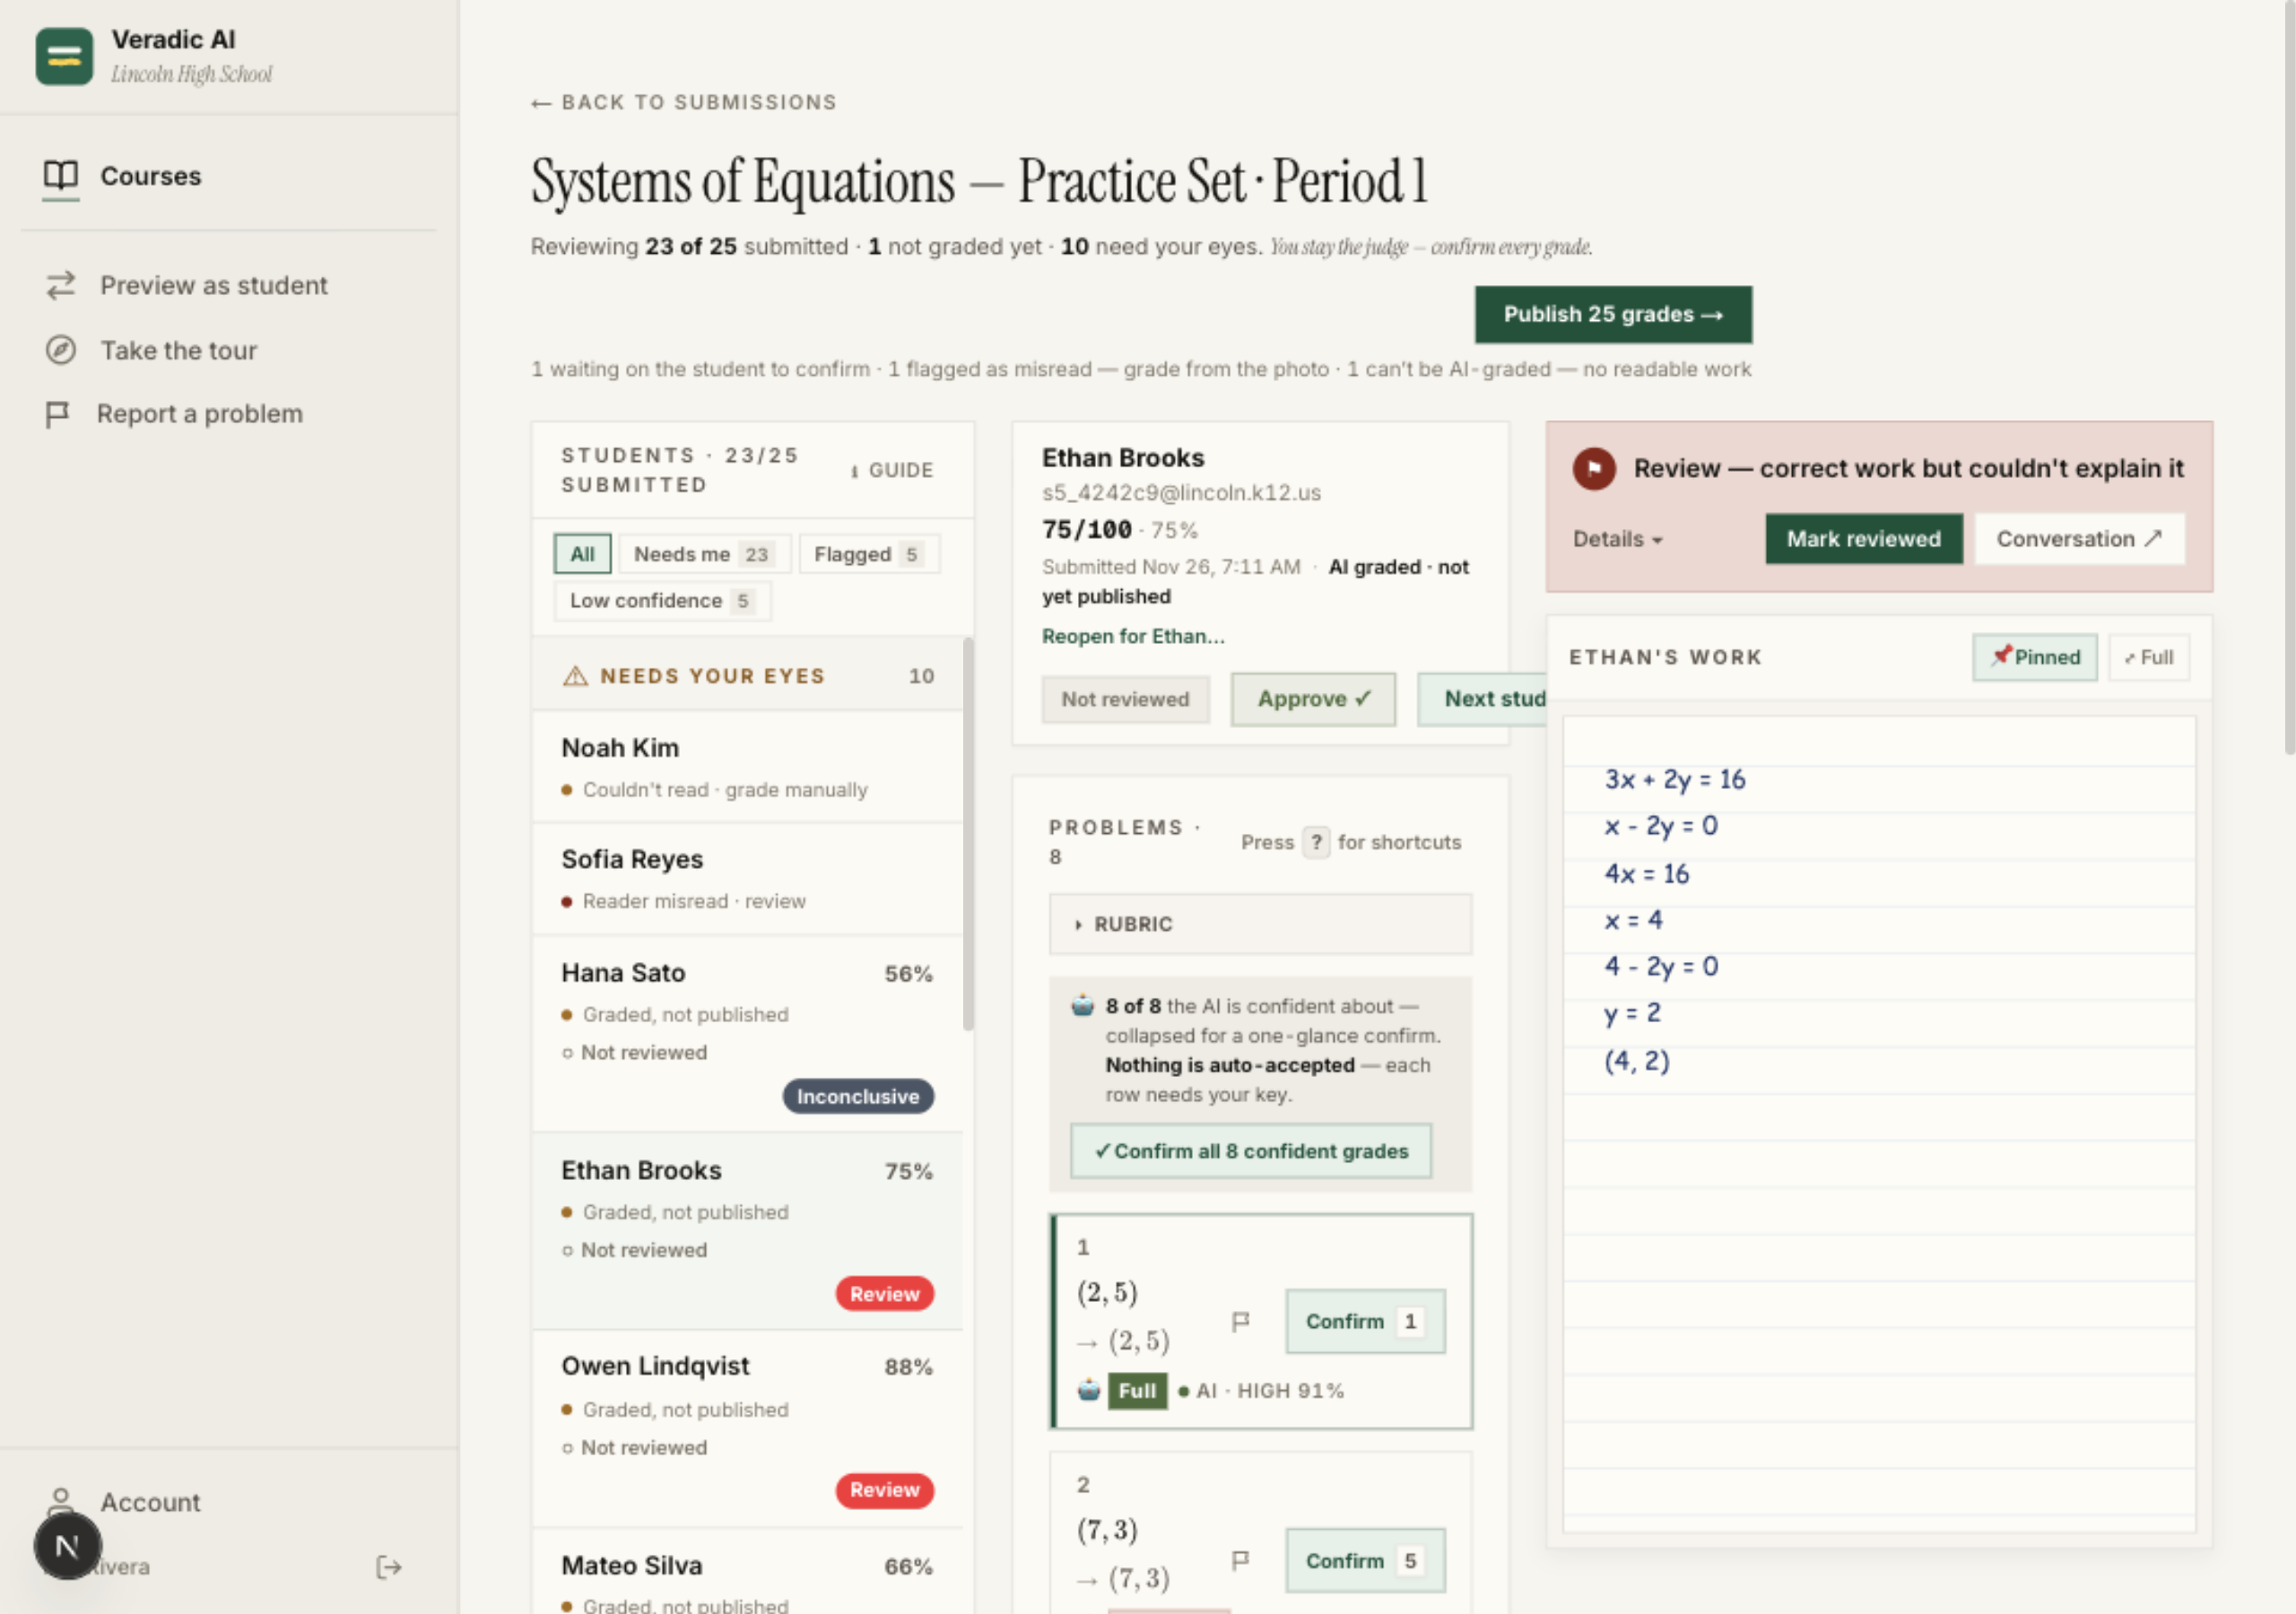 Veradic AI
Lincoln High School
Courses
Preview as student
Take the tour
Report a problem
Account
ivera
N
← BACK TO SUBMISSIONS
Systems of Equations — Practice Set · Period 1
Reviewing 23 of 25 submitted · 1 not graded yet · 10 need your eyes. You stay the judge — confirm every grade.
Publish 25 grades →
1 waiting on the student to confirm · 1 flagged as misread — grade from the photo · 1 can't be AI-graded — no readable work
STUDENTS · 23/25
SUBMITTED
GUIDE
All
Needs me 23
Flagged 5
Low confidence 5
⚠ NEEDS YOUR EYES 10
Noah Kim
Couldn't read · grade manually
Sofia Reyes
Reader misread · review
Hana Sato 56%
Graded, not published
Not reviewed
Inconclusive
Ethan Brooks 75%
Graded, not published
Not reviewed
Review
Owen Lindqvist 88%
Graded, not published
Not reviewed
Review
Mateo Silva 66%
Graded, not published
Ethan Brooks
s5_4242c9@lincoln.k12.us
75/100 · 75%
Submitted Nov 26, 7:11 AM · AI graded · not
yet published
Reopen for Ethan...
Not reviewed
Approve ✓
Next stud
PROBLEMS ·
8
Press ? for shortcuts
RUBRIC
8 of 8 the AI is confident about —
collapsed for a one-glance confirm.
Nothing is auto-accepted — each
row needs your key.
✓ Confirm all 8 confident grades
1
(2, 5)
→ (2, 5)
Confirm 1
Full
AI · HIGH 91%
2
(7, 3)
→ (7, 3)
Confirm 5
Review — correct work but couldn't explain it
Details
Mark reviewed
Conversation ↗
ETHAN'S WORK
Pinned
Full
3x + 2y = 16
x - 2y = 0
4x = 16
x = 4
4 - 2y = 0
y = 2
(4, 2)